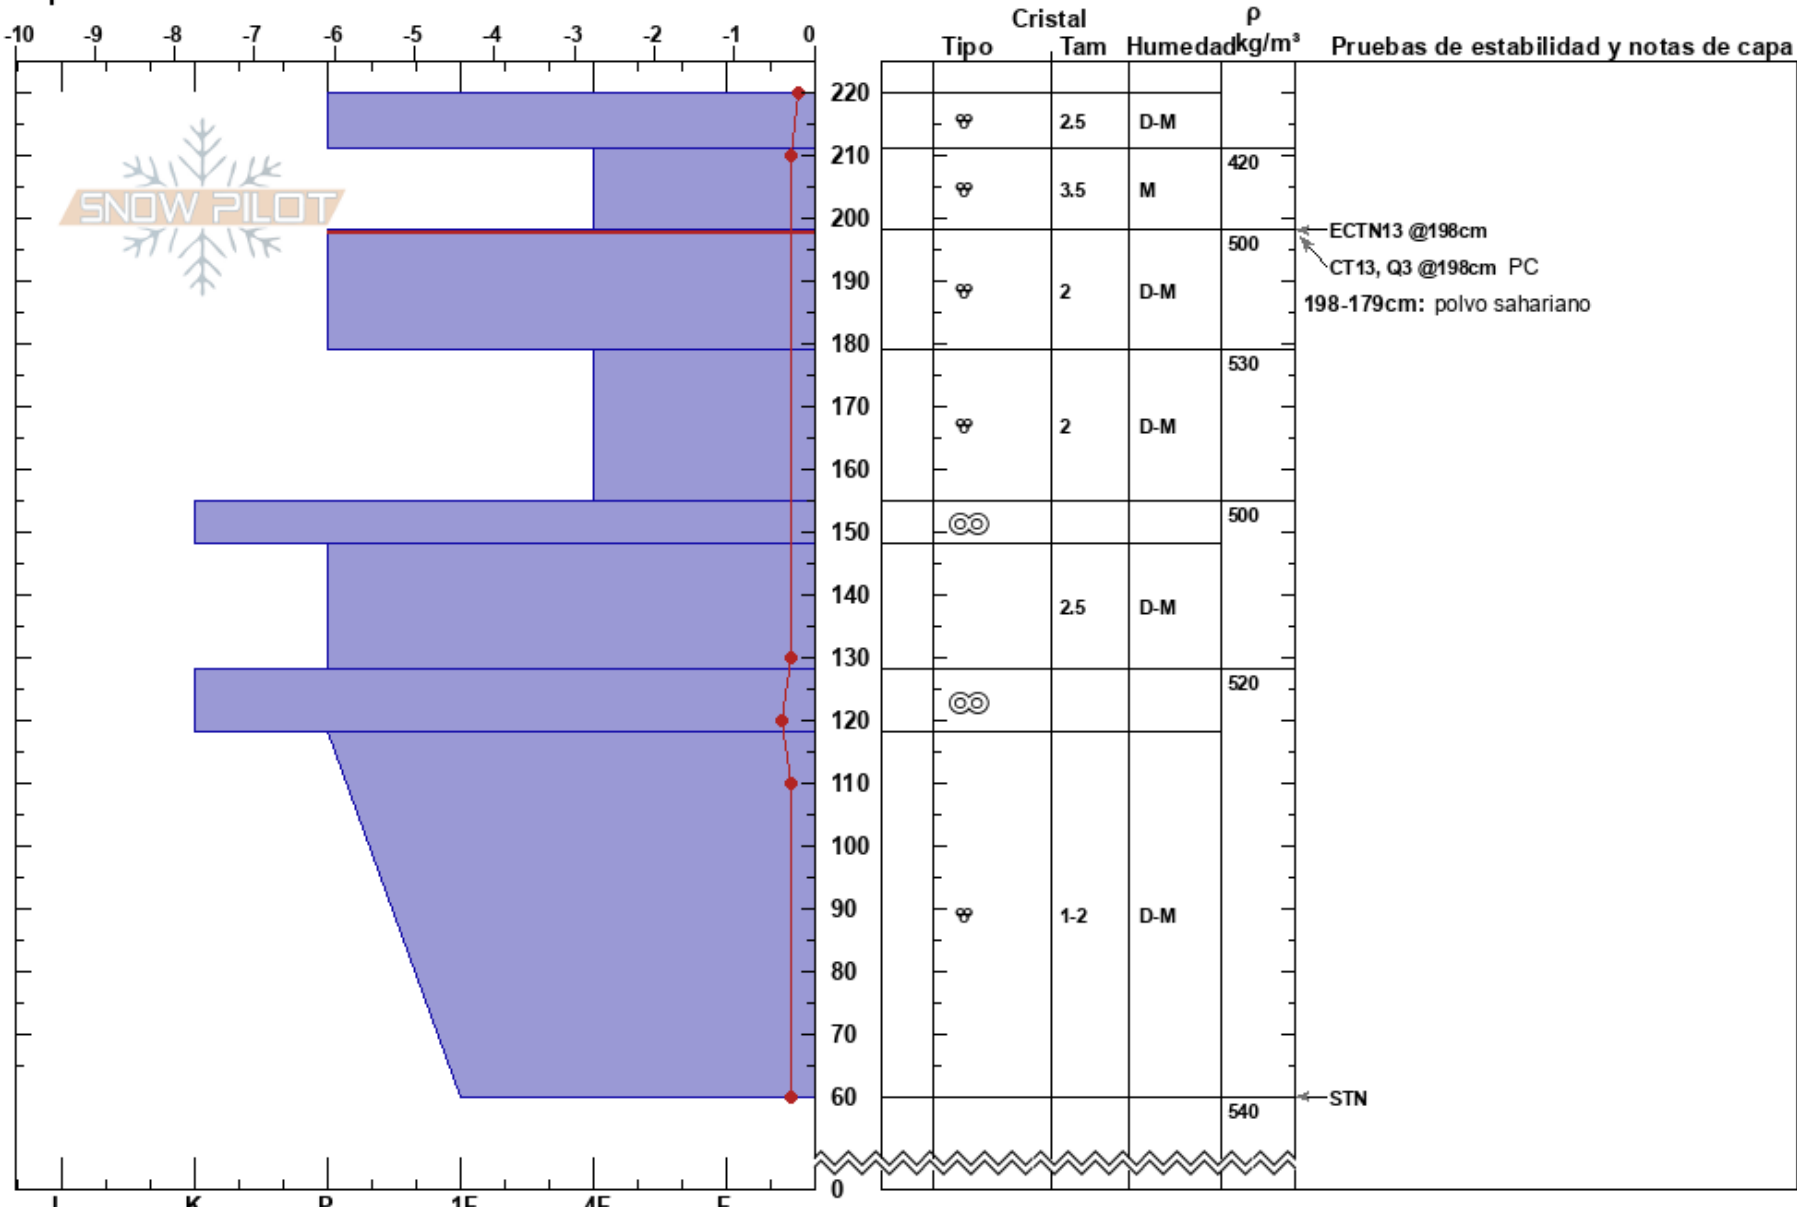 Cristal ρ
-10 -9 -8 -7 -6 -5 -4 -3 -2 -1 0 Tipo Tam Humedad kg/m³ Pruebas de estabilidad y notas de capa
220
2.5 D-M
210 420
3.5 M
SNOW PILOT
200
ECTN13 @198cm
500
CT13, Q3 @198cm PC
190 2 D-M
198-179cm: polvo sahariano
180
530
170
2 D-M
160
500
150
140
2.5 D-M
130
520
120
110
100
90 1-2 D-M
80
70
60 STN
540
0
I K P 1F 4F F